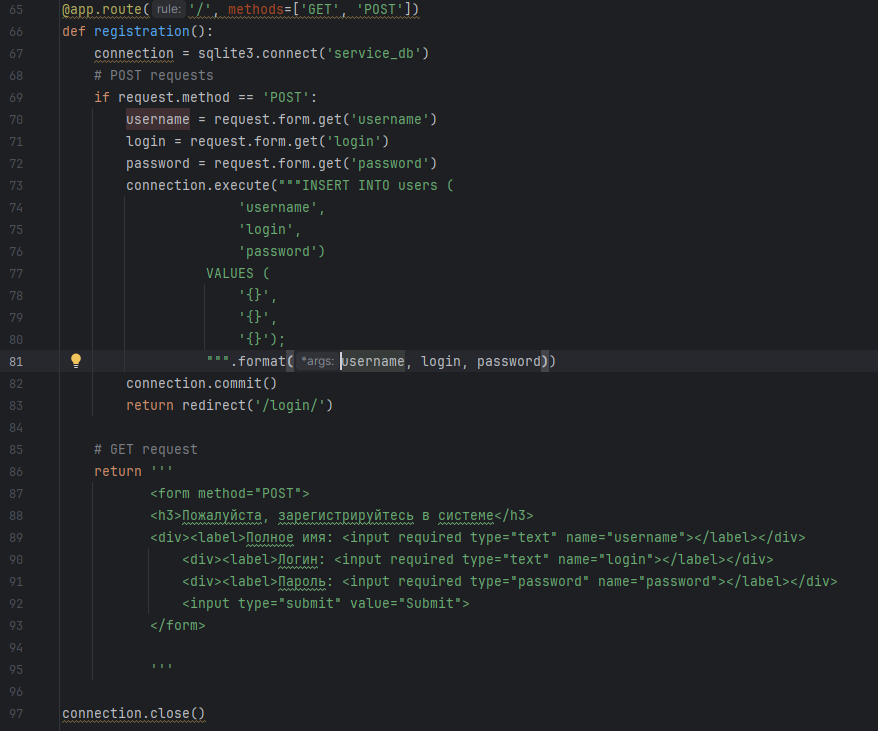 65 @app.route( rule: '/', methods=['GET', 'POST'])
66 def registration():
67     connection = sqlite3.connect('service_db')
68     # POST requests
69     if request.method == 'POST':
70         username = request.form.get('username')
71         login = request.form.get('login')
72         password = request.form.get('password')
73         connection.execute("""INSERT INTO users (
74                       'username',
75                       'login',
76                       'password')
77                   VALUES (
78                       '{}',
79                       '{}',
80                       '{}');
81                   """.format( *args: username, login, password))
82         connection.commit()
83         return redirect('/login/')
84
85     # GET request
86     return '''
87            <form method="POST">
88            <h3>Пожалуйста, зарегистрируйтесь в системе</h3>
89            <div><label>Полное имя: <input required type="text" name="username"></label></div>
90                <div><label>Логин: <input required type="text" name="login"></label></div>
91                <div><label>Пароль: <input required type="password" name="password"></label></div>
92                <input type="submit" value="Submit">
93            </form>
94
95            '''
96
97 connection.close()